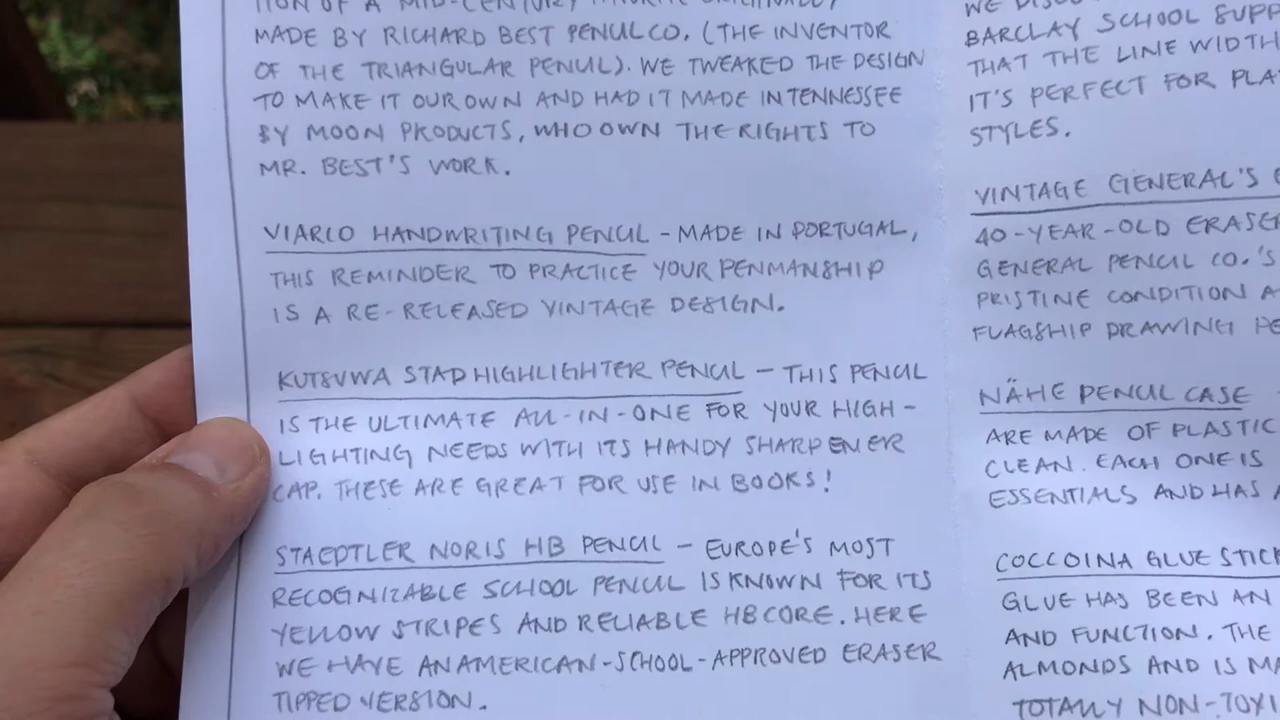 TION OF A MID-CENTURY FAVORITE ORIGINALLY
MADE BY RICHARD BEST PENCIL CO. (THE INVENTOR
OF THE TRIANGULAR PENCIL). WE TWEAKED THE DESIGN
TO MAKE IT OUR OWN AND HAD IT MADE IN TENNESSEE
BY MOON PRODUCTS, WHO OWN THE RIGHTS TO
MR. BEST'S WORK.
VIARCO HANDWRITING PENCIL - MADE IN PORTUGAL,
THIS REMINDER TO PRACTICE YOUR PENMANSHIP
IS A RE-RELEASED VINTAGE DESIGN.
KUTSUWA STAD HIGHLIGHTER PENCIL - THIS PENCIL
IS THE ULTIMATE ALL-IN-ONE FOR YOUR HIGH-
LIGHTING NEEDS WITH ITS HANDY SHARPENER
CAP. THESE ARE GREAT FOR USE IN BOOKS!
STAEDTLER NORIS HB PENCIL - EUROPE'S MOST
RECOGNIZABLE SCHOOL PENCIL IS KNOWN FOR ITS
YELLOW STRIPES AND RELIABLE HB CORE. HERE
WE HAVE AN AMERICAN-SCHOOL-APPROVED ERASER
TIPPED VERSION.
WE
BARCLAY SCHOOL SUPP
THAT THE LINE WIDTH
IT'S PERFECT FOR PLA
STYLES.
VINTAGE GENERAL'S
40-YEAR-OLD ERASE
GENERAL PENCIL CO.'S
PRISTINE CONDITION A
FLAGSHIP DRAWING PE
NÄHE PENCIL CASE
ARE MADE OF PLASTIC
CLEAN. EACH ONE IS
ESSENTIALS AND HAS
COCCOINA GLUE STICK
GLUE HAS BEEN AN
AND FUNCTION. THE
ALMONDS AND IS MA
TOTALLY NON-TOXI